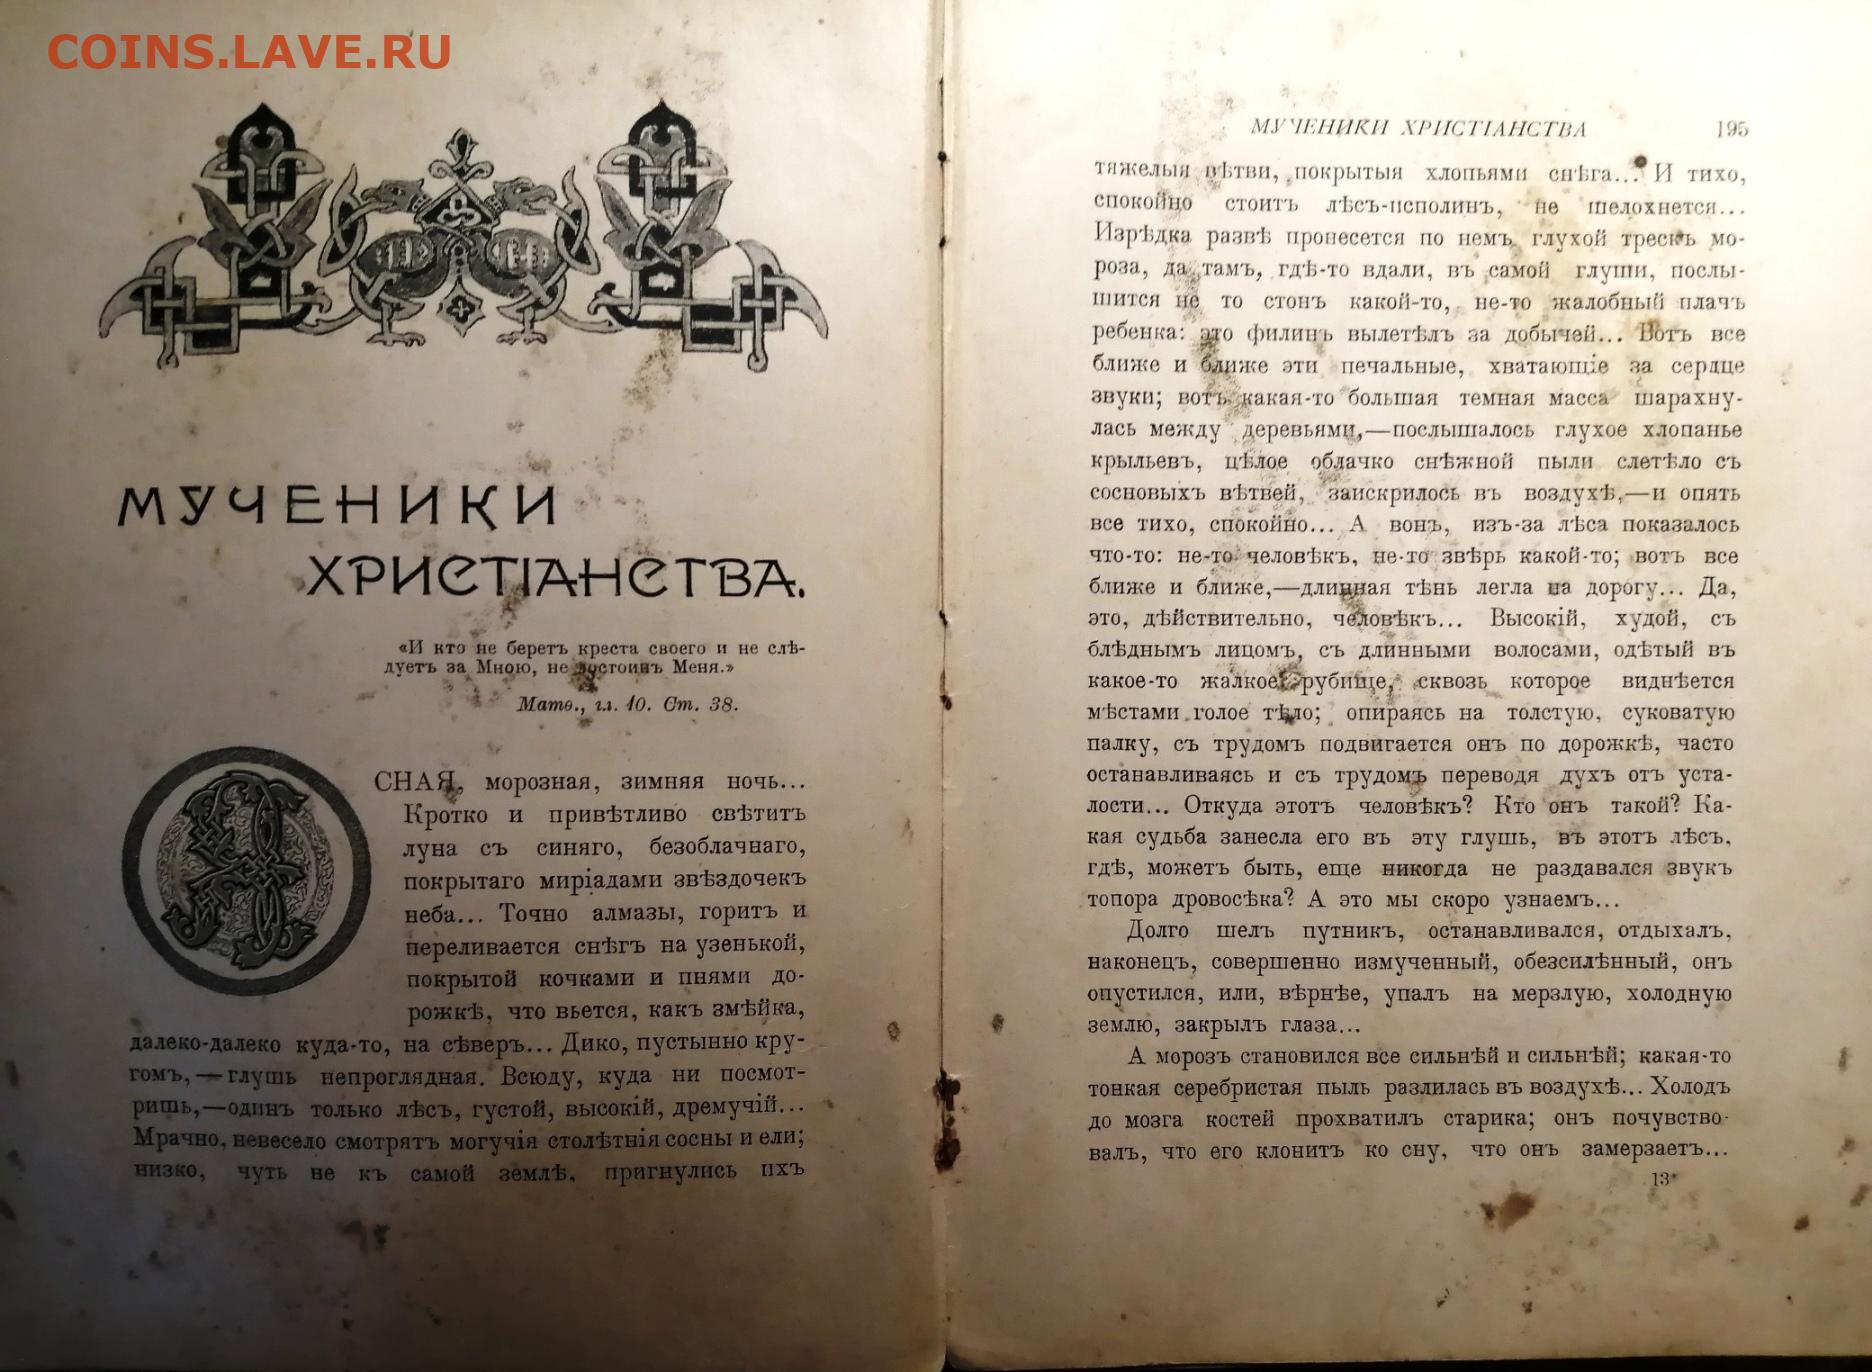 COINS.LAVE.RU
МУЧЕНИКИ
ХРИСТІАНСТВА.
«И кто не беретъ креста своего и не слѣ-
дуетъ за Мною, не достоинъ Меня.»
Матѳ., гл. 10. Ст. 38.
ЯСНАЯ, морозная, зимняя ночь...
Кротко и привѣтливо свѣтитъ
луна съ синяго, безоблачнаго,
покрытаго миріадами звѣздочекъ
неба... Точно алмазы, горитъ и
переливается снѣгъ на узенькой,
покрытой кочками и пнями до-
рожкѣ, что вьется, какъ змѣйка,
далеко-далеко куда-то, на сѣверъ... Дико, пустынно кру-
гомъ,—глушь непроглядная. Всюду, куда ни посмот-
ришь,—одинъ только лѣсъ, густой, высокій, дремучій...
Мрачно, невесело смотрятъ могучія столѣтнія сосны и ели;
низко, чуть не къ самой землѣ, пригнулись ихъ
МУЧЕНИКИ ХРИСТІАНСТВА 195
тяжелыя вѣтви, покрытыя хлопьями снѣга... И тихо,
спокойно стоитъ лѣсъ-исполинъ, не шелохнется...
Изрѣдка развѣ пронесется по немъ глухой трескъ мо-
роза, да тамъ, гдѣ-то вдали, въ самой глуши, послы-
шится не то стонъ какой-то, не-то жалобный плачъ
ребенка: это филинъ вылетѣлъ за добычей... Вотъ все
ближе и ближе эти печальные, хватающіе за сердце
звуки; вотъ какая-то большая темная масса шарахну-
лась между деревьями,—послышалось глухое хлопанье
крыльевъ, цѣлое облачко снѣжной пыли слетѣло съ
сосновыхъ вѣтвей, заискрилось въ воздухѣ,—и опять
все тихо, спокойно... А вонъ, изъ-за лѣса показалось
что-то: не-то человѣкъ, не-то звѣрь какой-то; вотъ все
ближе и ближе,—длинная тѣнь легла на дорогу... Да,
это, дѣйствительно, человѣкъ... Высокій, худой, съ
блѣднымъ лицомъ, съ длинными волосами, одѣтый въ
какое-то жалкое рубище, сквозь которое виднѣется
мѣстами голое тѣло; опираясь на толстую, суковатую
палку, съ трудомъ подвигается онъ по дорожкѣ, часто
останавливаясь и съ трудомъ переводя духъ отъ уста-
лости... Откуда этотъ человѣкъ? Кто онъ такой? Ка-
кая судьба занесла его въ эту глушь, въ этотъ лѣсъ,
гдѣ, можетъ быть, еще никогда не раздавался звукъ
топора дровосѣка? А это мы скоро узнаемъ...
Долго шелъ путникъ, останавливался, отдыхалъ,
наконецъ, совершенно измученный, обезсилѣнный, онъ
опустился, или, вѣрнѣе, упалъ на мерзлую, холодную
землю, закрылъ глаза...
А морозъ становился все сильнѣй и сильнѣй; какая-то
тонкая серебристая пыль разлилась въ воздухѣ... Холодъ
до мозга костей прохватилъ старика; онъ почувство-
валъ, что его клонитъ ко сну, что онъ замерзаетъ...
13*